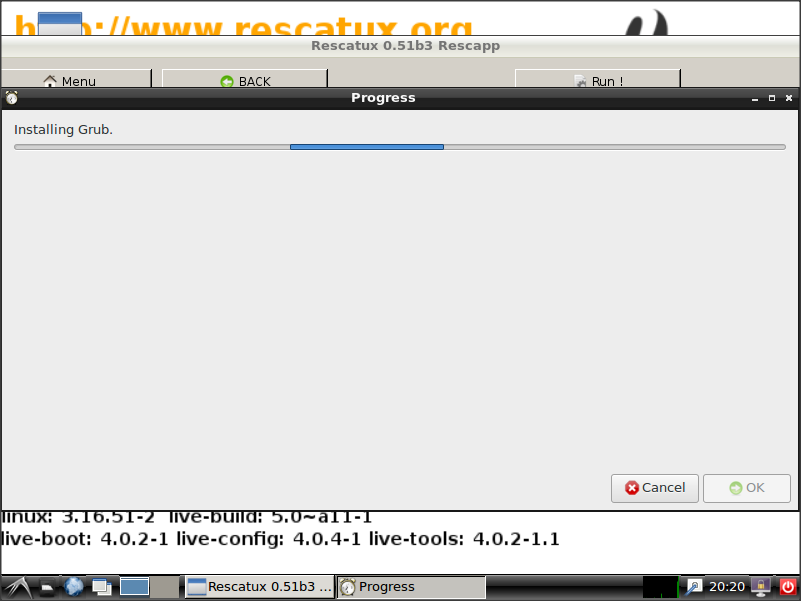 http://www.rescatux.org
Rescatux 0.51b3 Rescapp
Menu
BACK
Run !
Progress
Installing Grub.
Cancel
OK
linux: 3.16.51-2 live-build: 5.0~a11-1
live-boot: 4.0.2-1 live-config: 4.0.4-1 live-tools: 4.0.2-1.1
Rescatux 0.51b3 ...
Progress
20:20